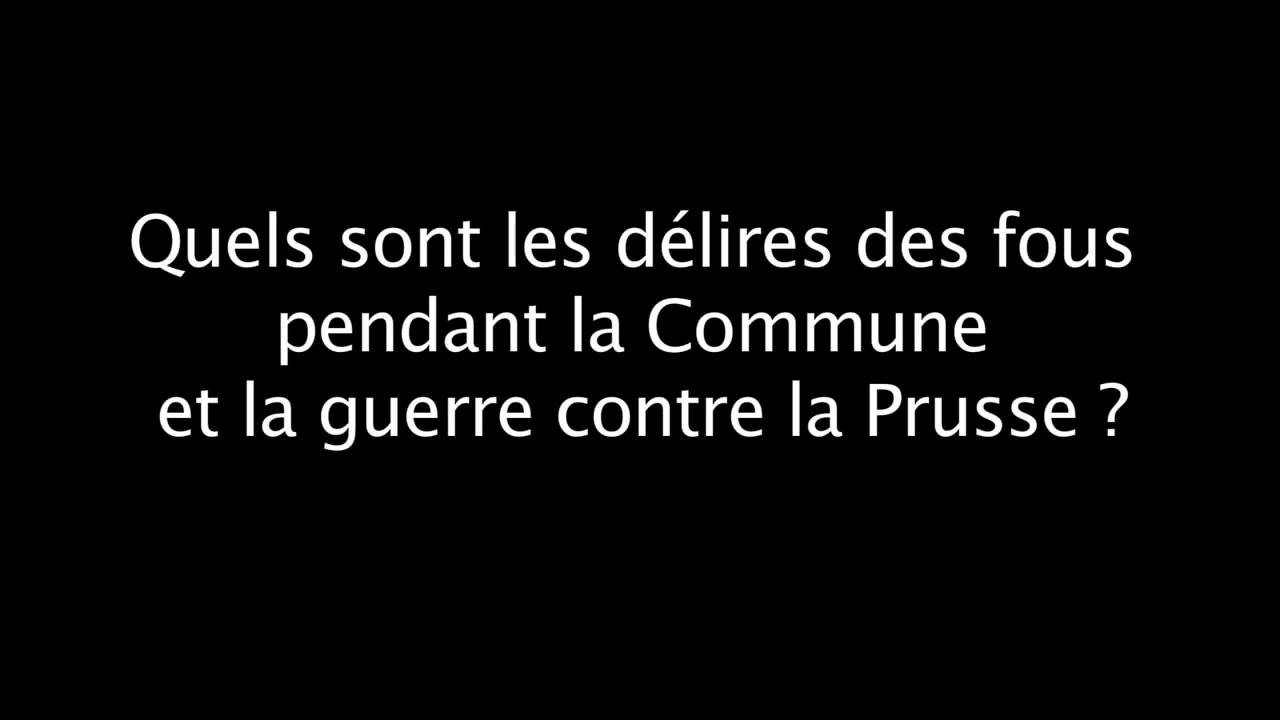 Quels sont les délires des fous
pendant la Commune
et la guerre contre la Prusse ?